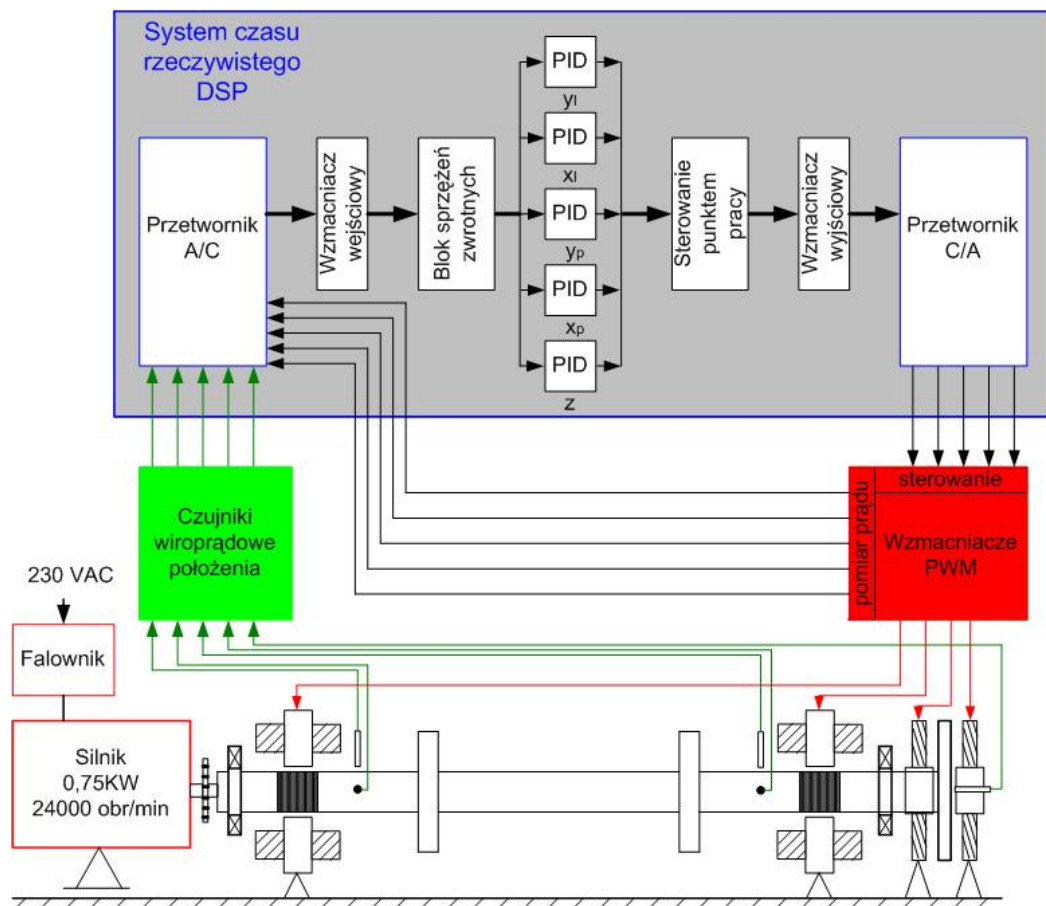 System czasu
rzeczywistego
DSP
Przetwornik
A/C
Wzmacniacz
wejściowy
Blok sprzężeń
zwrotnych
PID
yl
PID
xl
PID
yp
PID
xp
PID
z
Sterowanie
punktem
pracy
Wzmacniacz
wyjściowy
Przetwornik
C/A
Czujniki
wiroprądowe
położenia
sterowanie
pomiar prądu
Wzmacniacze
PWM
230 VAC
Falownik
Silnik
0,75KW
24000 obr/min